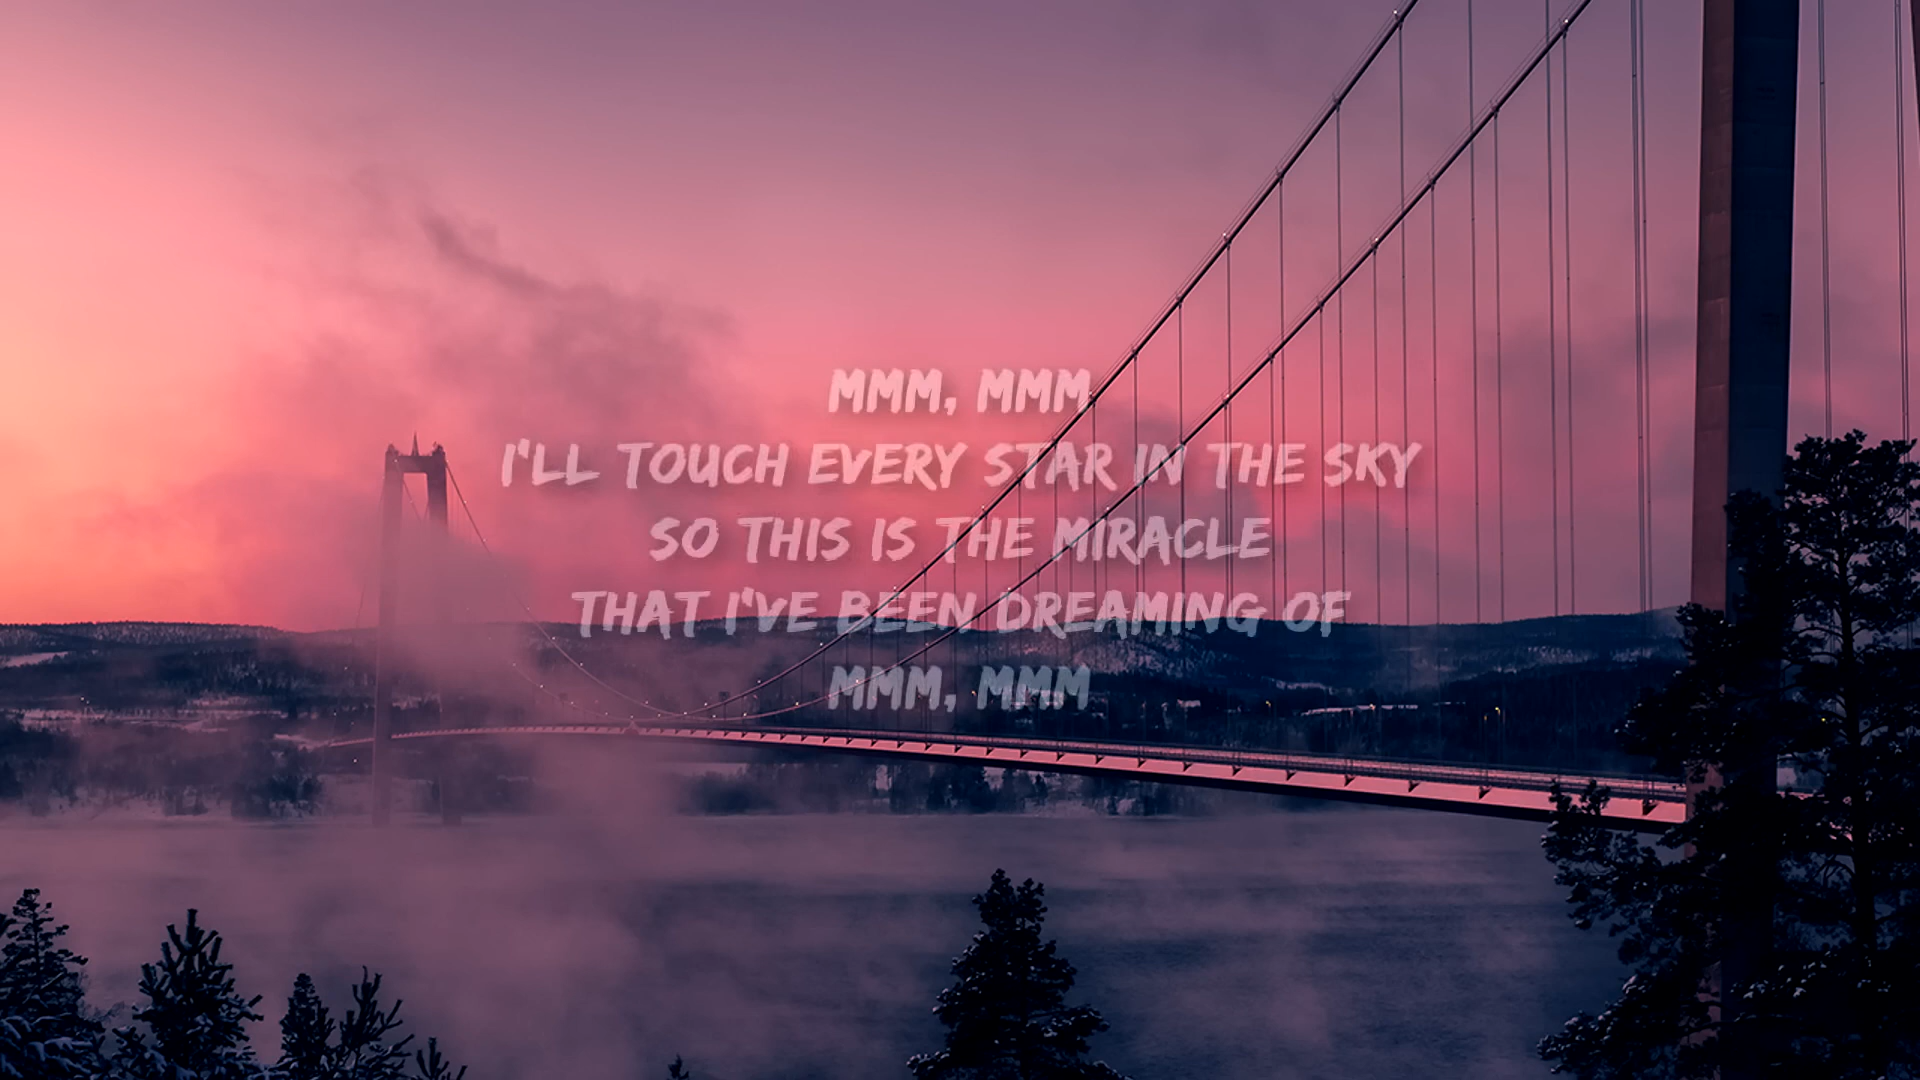 MMM, MMM
I'LL TOUCH EVERY STAR IN THE SKY
SO THIS IS THE MIRACLE
THAT I'VE BEEN DREAMING OF
MMM, MMM